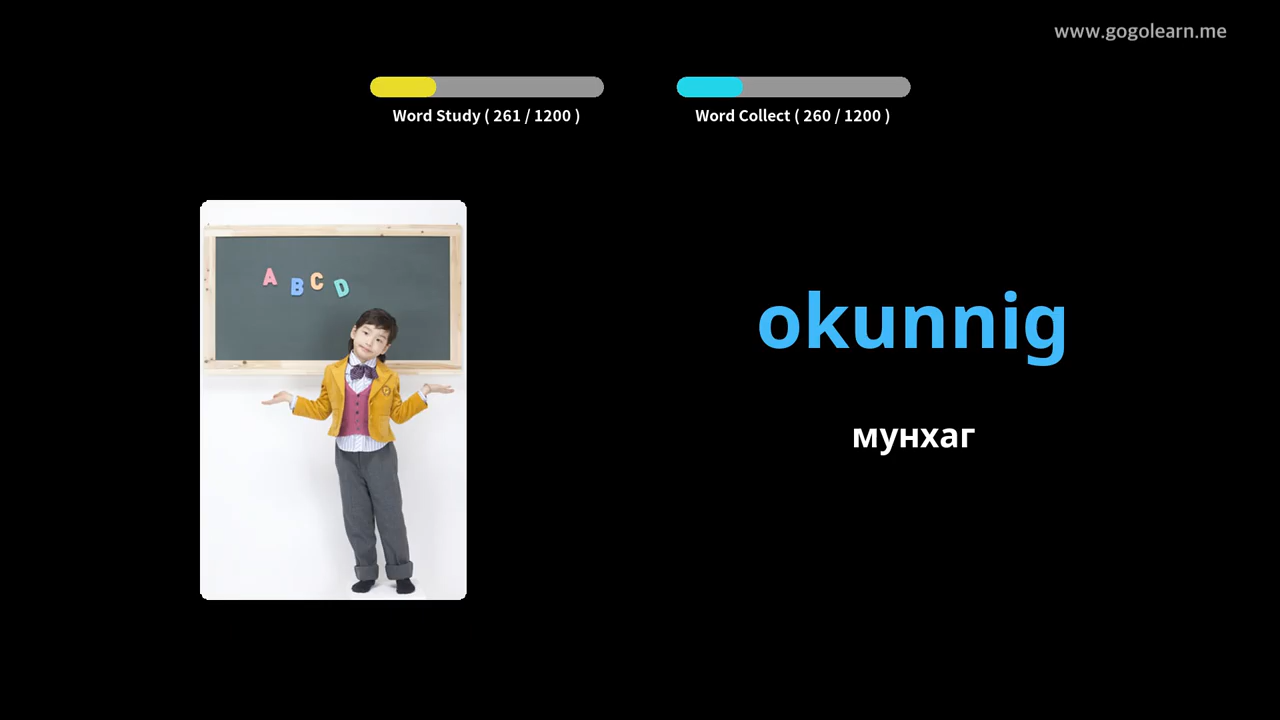 www.gogolearn.me
Word Study ( 261 / 1200 )
Word Collect ( 260 / 1200 )
A B C D
okunnig
мунхаг